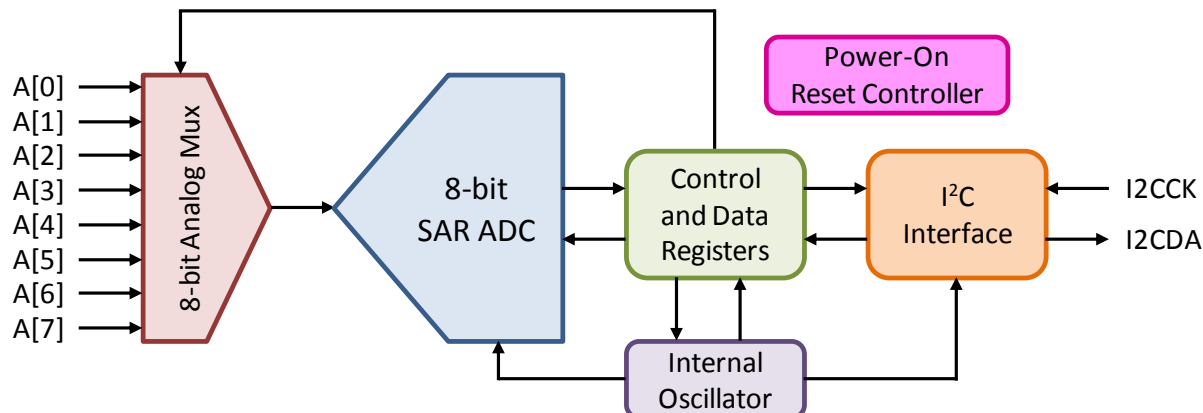 A[0]
A[1]
A[2]
A[3]
A[4]
A[5]
A[6]
A[7]
8-bit Analog Mux
8-bit
SAR ADC
Power-On
Reset Controller
Control
and Data
Registers
I²C
Interface
I2CCK
I2CDA
Internal
Oscillator